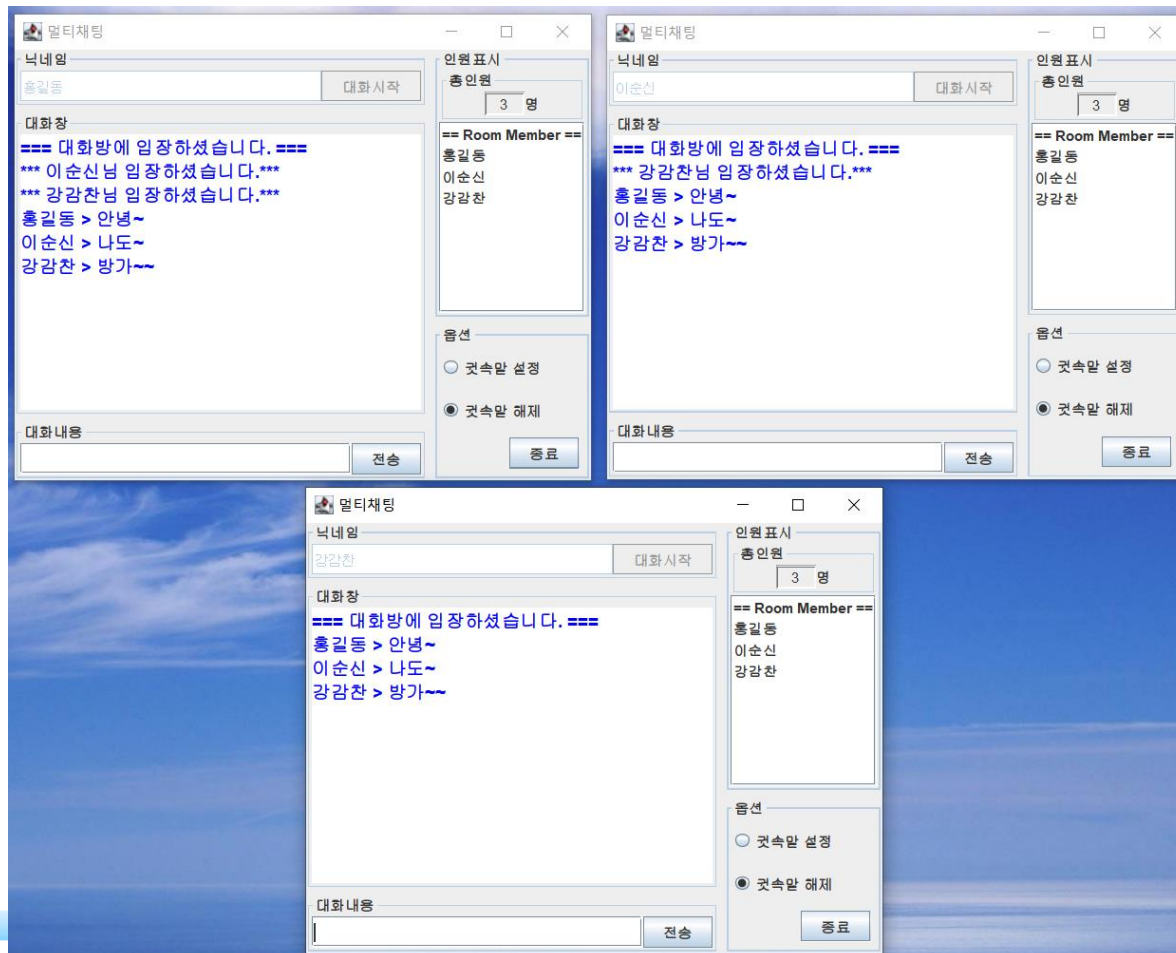 멀티채팅
닉네임
홍길동
대화시작
대화창
=== 대화방에 입장하셨습니다. ===
*** 이순신님 입장하셨습니다.***
*** 강감찬님 입장하셨습니다.***
홍길동 > 안녕~
이순신 > 나도~
강감찬 > 방가~~
대화내용
전송
인원표시
총인원
3 명
== Room Member ==
홍길동
이순신
강감찬
옵션
귓속말 설정
귓속말 해제
종료
멀티채팅
닉네임
이순신
대화시작
대화창
=== 대화방에 입장하셨습니다. ===
*** 강감찬님 입장하셨습니다.***
홍길동 > 안녕~
이순신 > 나도~
강감찬 > 방가~~
대화내용
전송
인원표시
총인원
3 명
== Room Member ==
홍길동
이순신
강감찬
옵션
귓속말 설정
귓속말 해제
종료
멀티채팅
닉네임
강감찬
대화시작
대화창
=== 대화방에 입장하셨습니다. ===
홍길동 > 안녕~
이순신 > 나도~
강감찬 > 방가~~
대화내용
전송
인원표시
총인원
3 명
== Room Member ==
홍길동
이순신
강감찬
옵션
귓속말 설정
귓속말 해제
종료